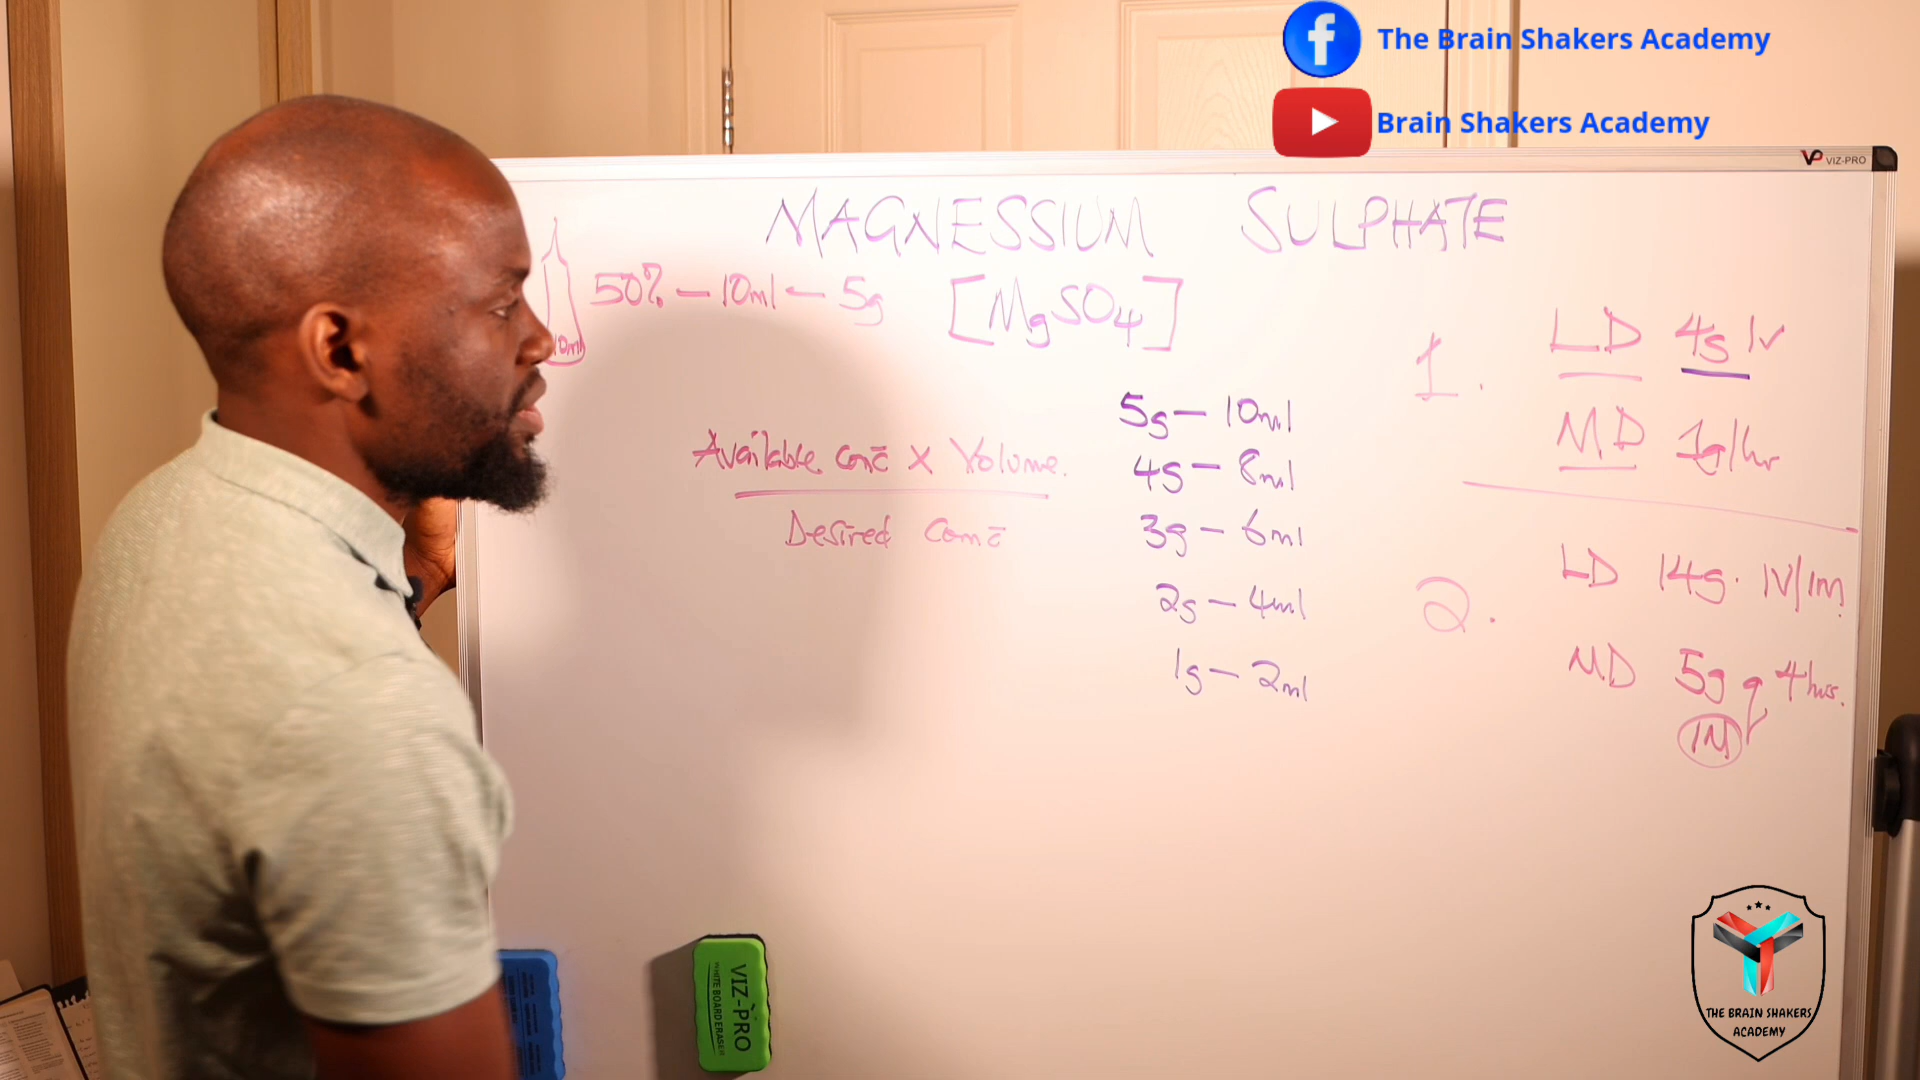 The Brain Shakers Academy
Brain Shakers Academy
VP VIZ-PRO
MAGNESSIUM SULPHATE
50% - 10ml - 5g [MgSO4]
10ml
Available conc x Volume.
Desired Conc
5g - 10ml
4g - 8ml
3g - 6ml
2g - 4ml
1g - 2ml
1. LD 4g IV
MD 1g/hr
2. LD 14g. IV/IM
MD 5g q 4hrs.
IM
VIZ-PRO
WHITE BOARD ERASER
THE BRAIN SHAKERS
ACADEMY